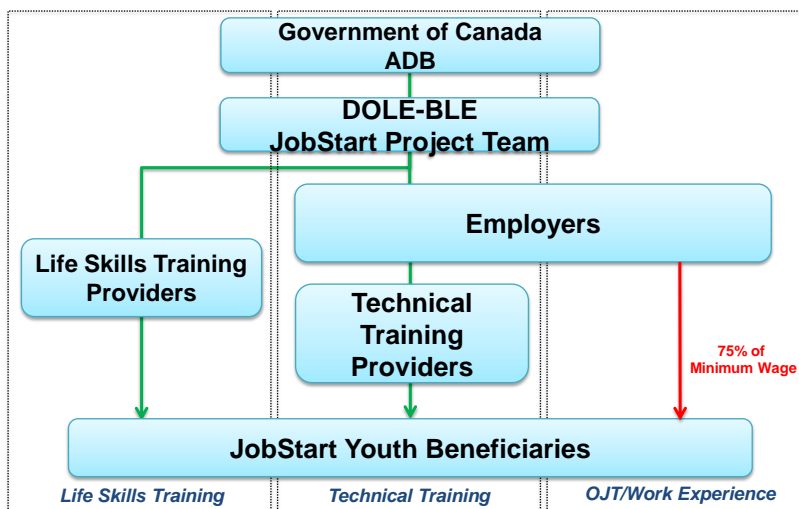 Government of Canada
ADB
DOLE-BLE
JobStart Project Team
Employers
Life Skills Training
Providers
Technical
Training
Providers
75% of
Minimum Wage
JobStart Youth Beneficiaries
Life Skills Training
Technical Training
OJT/Work Experience